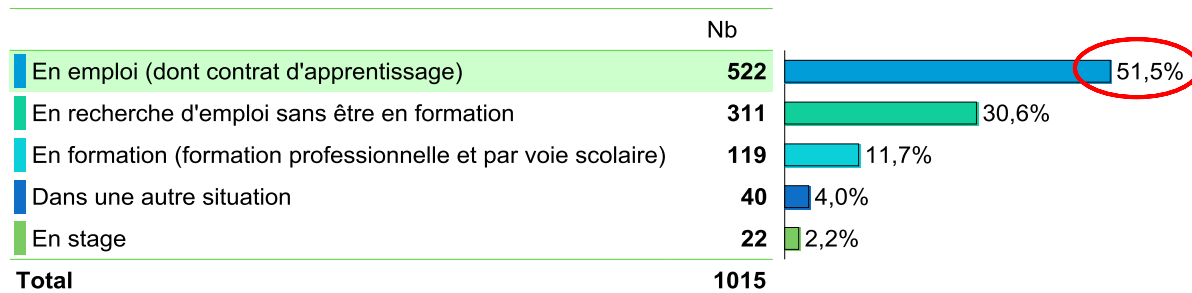 Nb
En emploi (dont contrat d'apprentissage) 522 51,5%
En recherche d'emploi sans être en formation 311 30,6%
En formation (formation professionnelle et par voie scolaire) 119 11,7%
Dans une autre situation 40 4,0%
En stage 22 2,2%
Total 1015